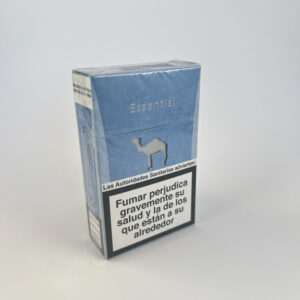 Essential
Las Autoridades Sanitarias advierten:
Fumar perjudica
gravemente su
salud y la de los
que están a su
alrededor